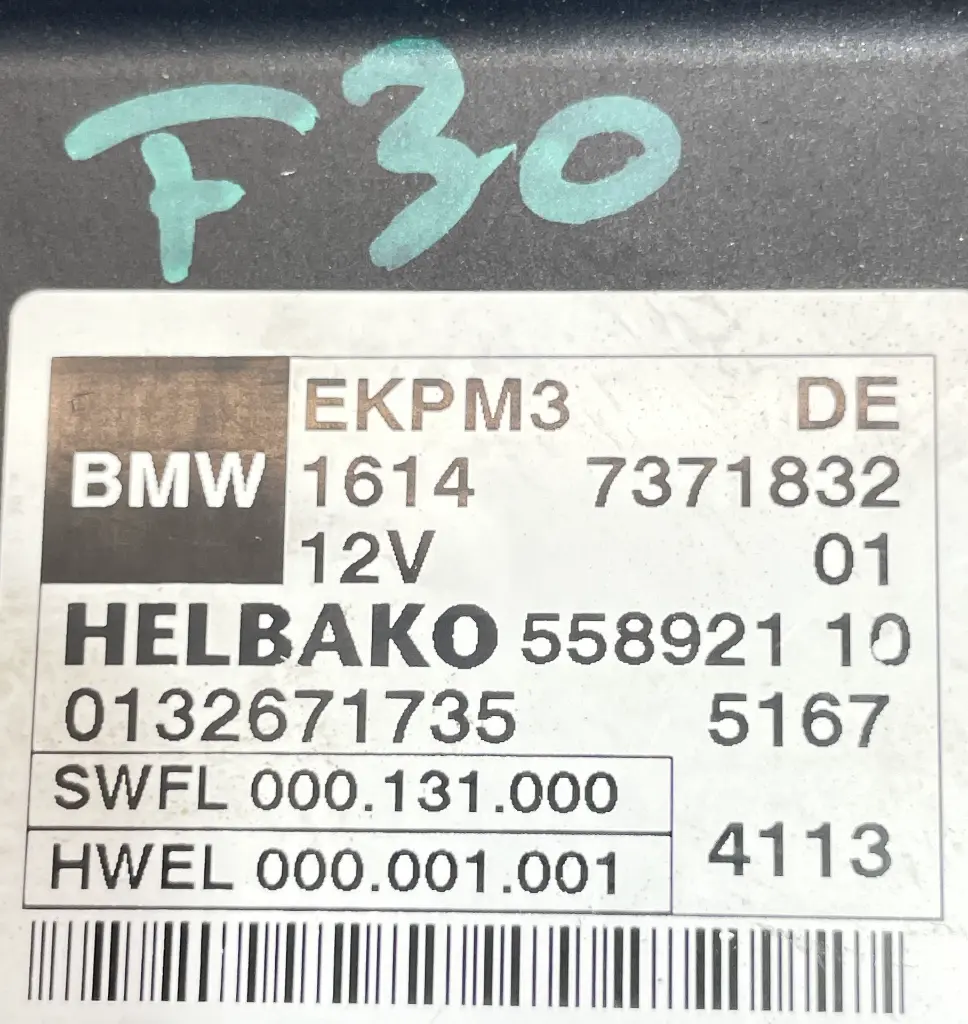 F30
EKPM3 DE
BMW 1614 7371832
12V 01
HELBAKO 558921 10
0132671735 5167
SWFL 000.131.000
HWEL 000.001.001 4113